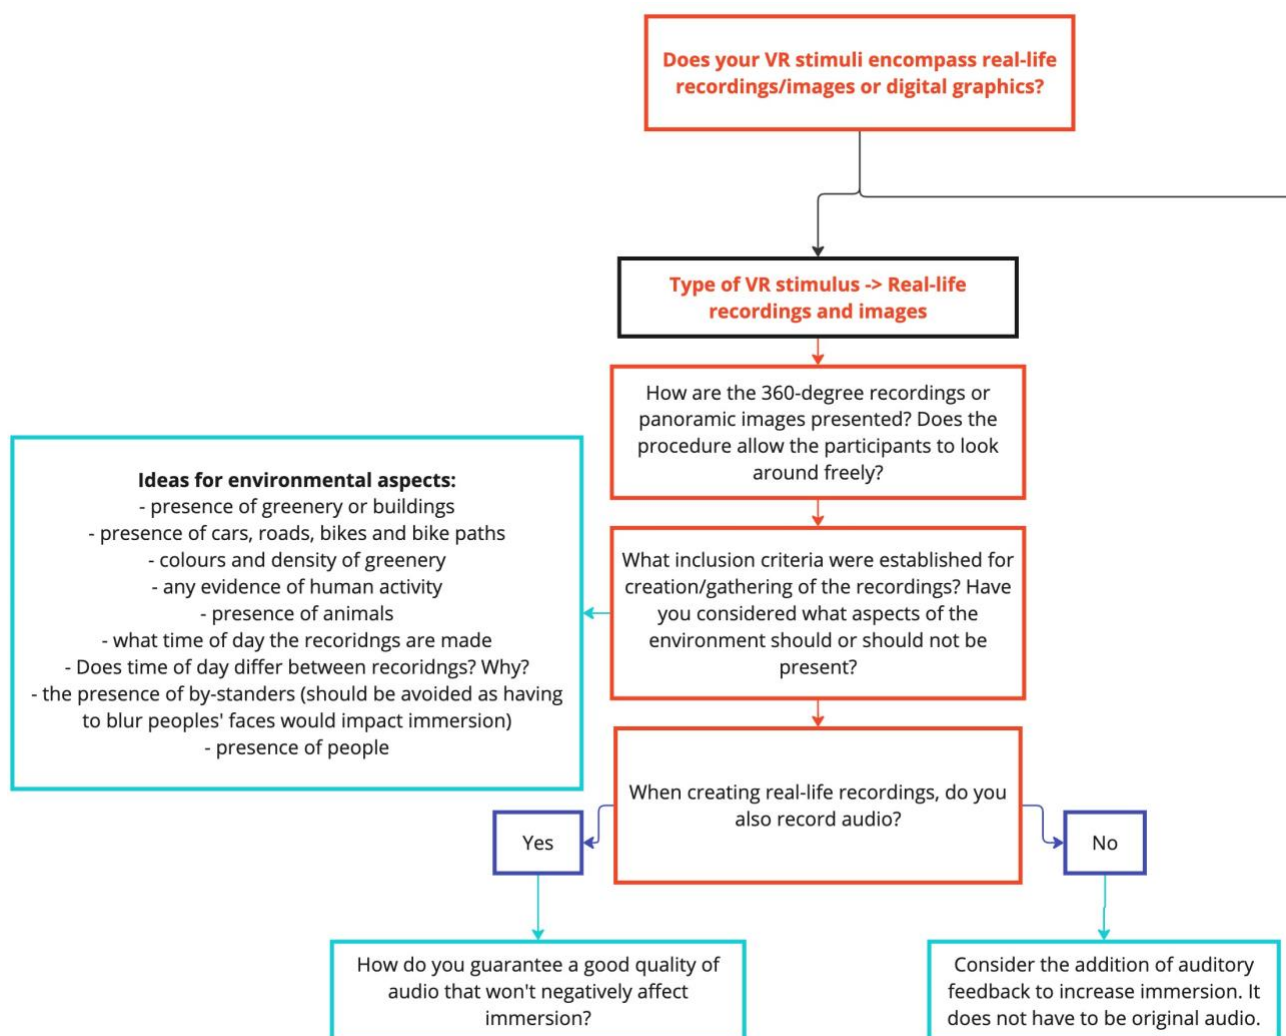 Does your VR stimuli encompass real-life
recordings/images or digital graphics?
Type of VR stimulus -> Real-life
recordings and images
How are the 360-degree recordings or
panoramic images presented? Does the
procedure allow the participants to look
around freely?
Ideas for environmental aspects:
- presence of greenery or buildings
- presence of cars, roads, bikes and bike paths
- colours and density of greenery
- any evidence of human activity
- presence of animals
- what time of day the recoridngs are made
- Does time of day differ between recoridngs? Why?
- the presence of by-standers (should be avoided as having
to blur peoples' faces would impact immersion)
- presence of people
What inclusion criteria were established for
creation/gathering of the recordings? Have
you considered what aspects of the
environment should or should not be
present?
When creating real-life recordings, do you
also record audio?
Yes
No
How do you guarantee a good quality of
audio that won't negatively affect
immersion?
Consider the addition of auditory
feedback to increase immersion. It
does not have to be original audio.